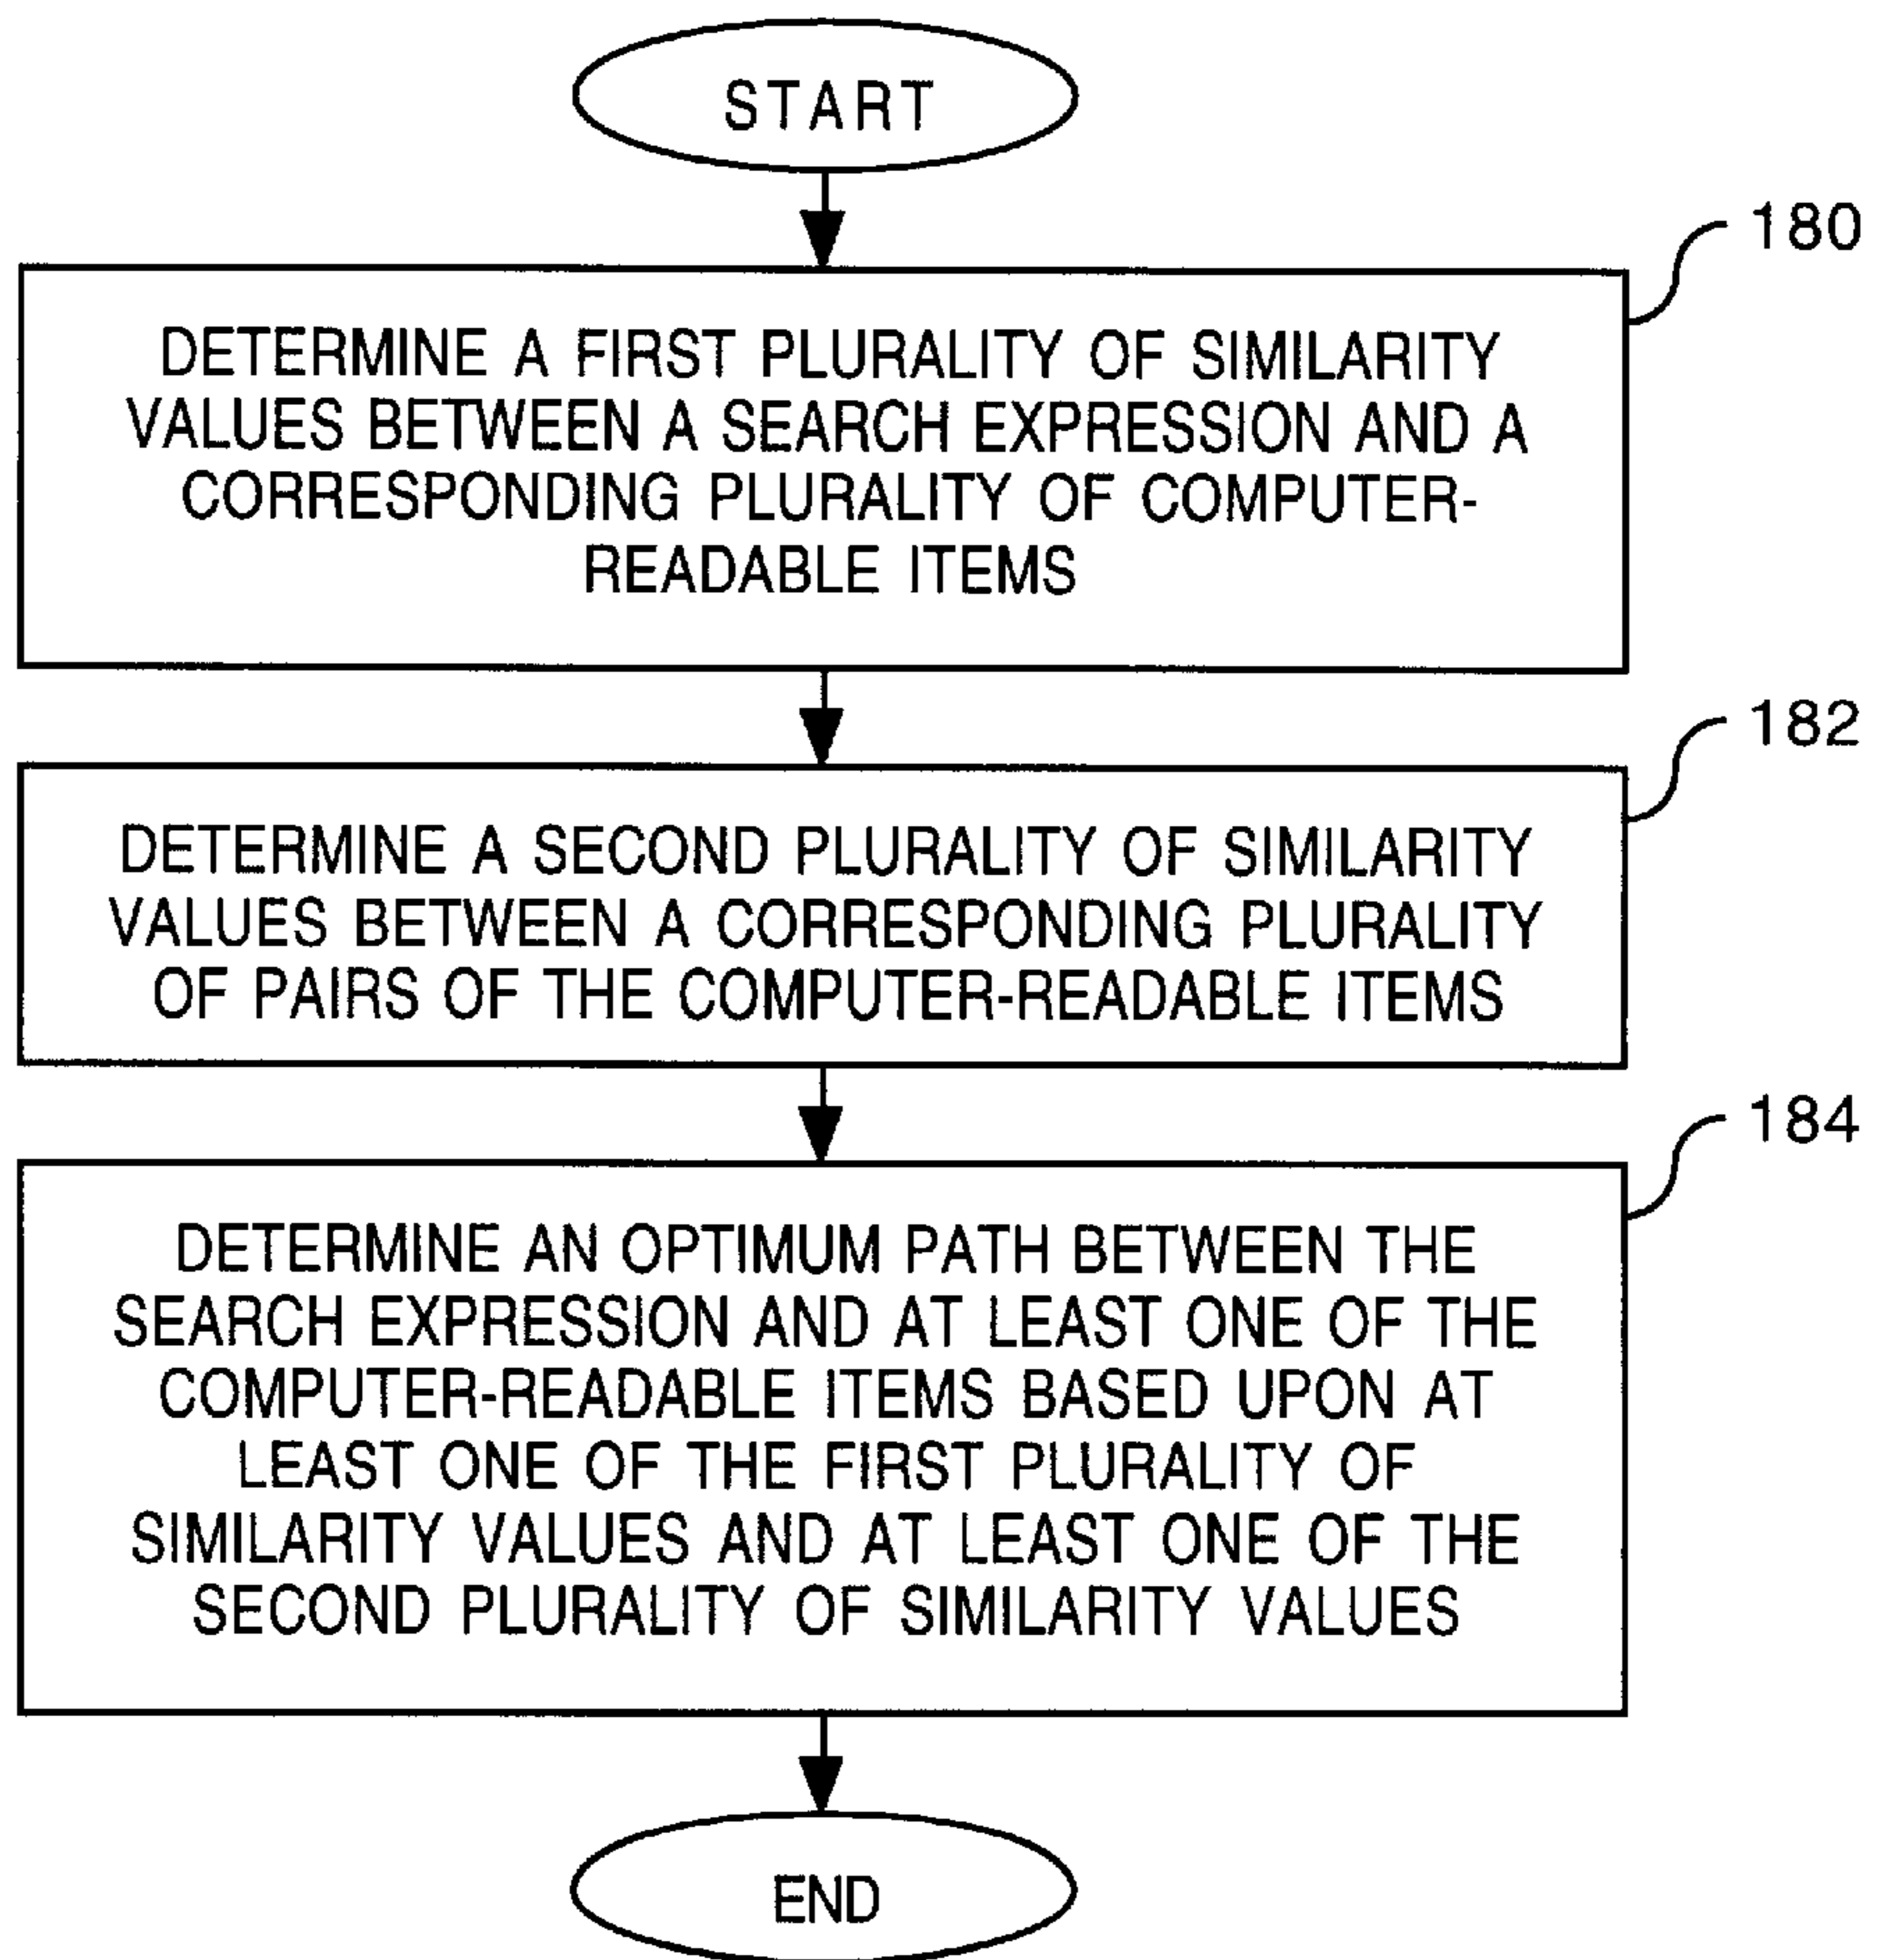 START
180
DETERMINE A FIRST PLURALITY OF SIMILARITY
VALUES BETWEEN A SEARCH EXPRESSION AND A
CORRESPONDING PLURALITY OF COMPUTER-
READABLE ITEMS
182
DETERMINE A SECOND PLURALITY OF SIMILARITY
VALUES BETWEEN A CORRESPONDING PLURALITY
OF PAIRS OF THE COMPUTER-READABLE ITEMS
184
DETERMINE AN OPTIMUM PATH BETWEEN THE
SEARCH EXPRESSION AND AT LEAST ONE OF THE
COMPUTER-READABLE ITEMS BASED UPON AT
LEAST ONE OF THE FIRST PLURALITY OF
SIMILARITY VALUES AND AT LEAST ONE OF THE
SECOND PLURALITY OF SIMILARITY VALUES
END